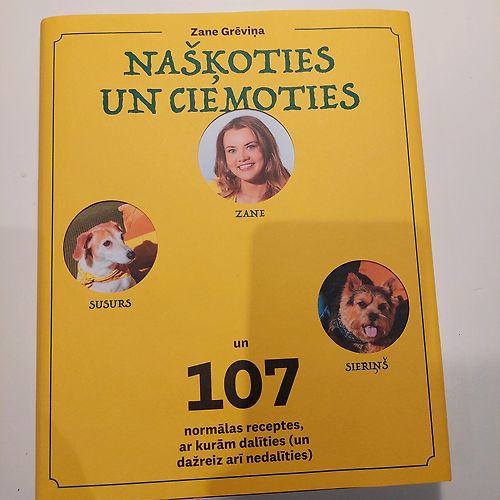 Zane Grēviņa
NAŠĶOTIES
UN CIEMOTIES
ZANE
SUSURS
SIERIŅŠ
un
107
normālas receptes,
ar kurām dalīties (un
dažreiz arī nedalīties)